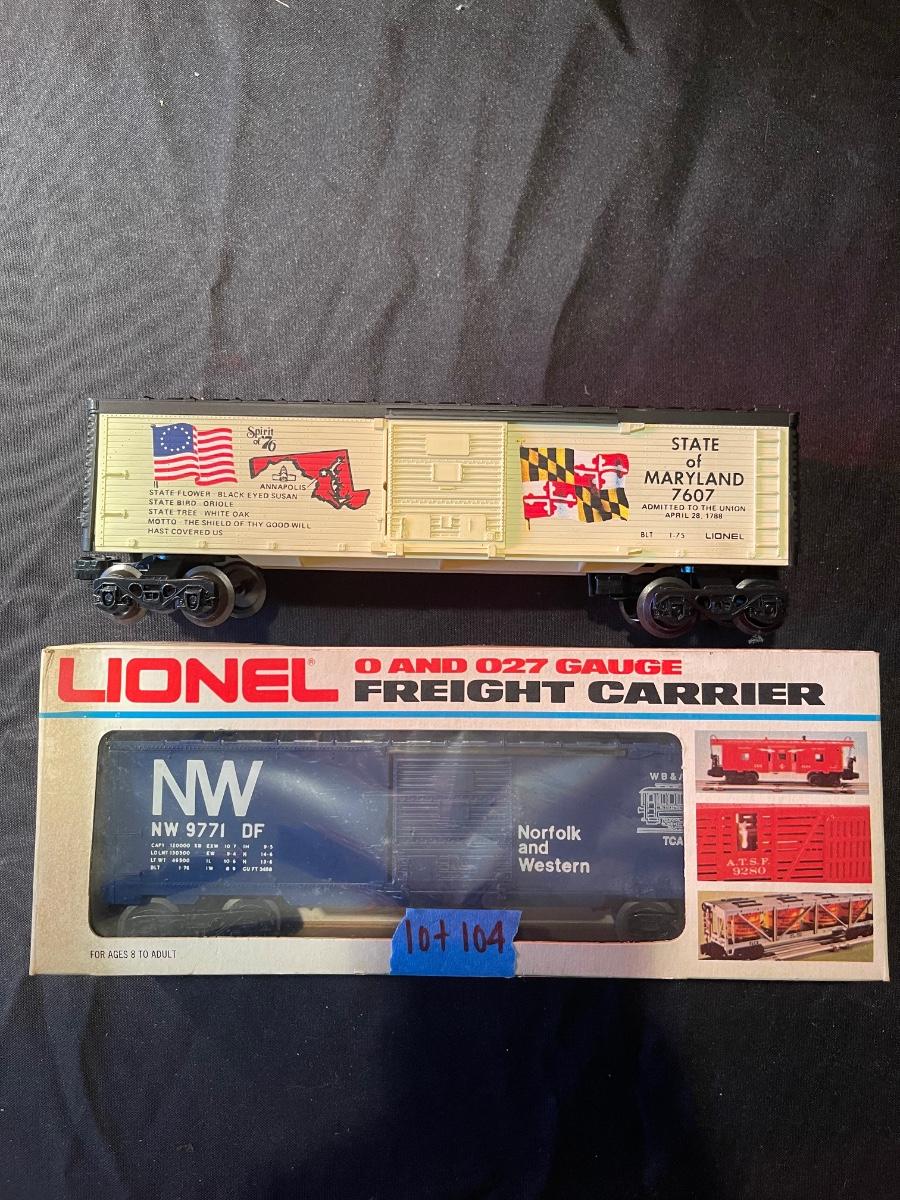 Spirit
of '76
ANNAPOLIS
STATE FLOWER - BLACK EYED SUSAN
STATE BIRD - ORIOLE
STATE TREE - WHITE OAK
MOTTO - THE SHIELD OF THY GOOD WILL
HAST COVERED US
STATE
of
MARYLAND
7607
ADMITTED TO THE UNION
APRIL 28, 1788
BLT 1-75 LIONEL
LIONEL®
O AND O27 GAUGE
FREIGHT CARRIER
NW
NW 9771 DF
Norfolk
and
Western
WB&A
TCA
A.T.S.F.
9280
lot 104
FOR AGES 8 TO ADULT